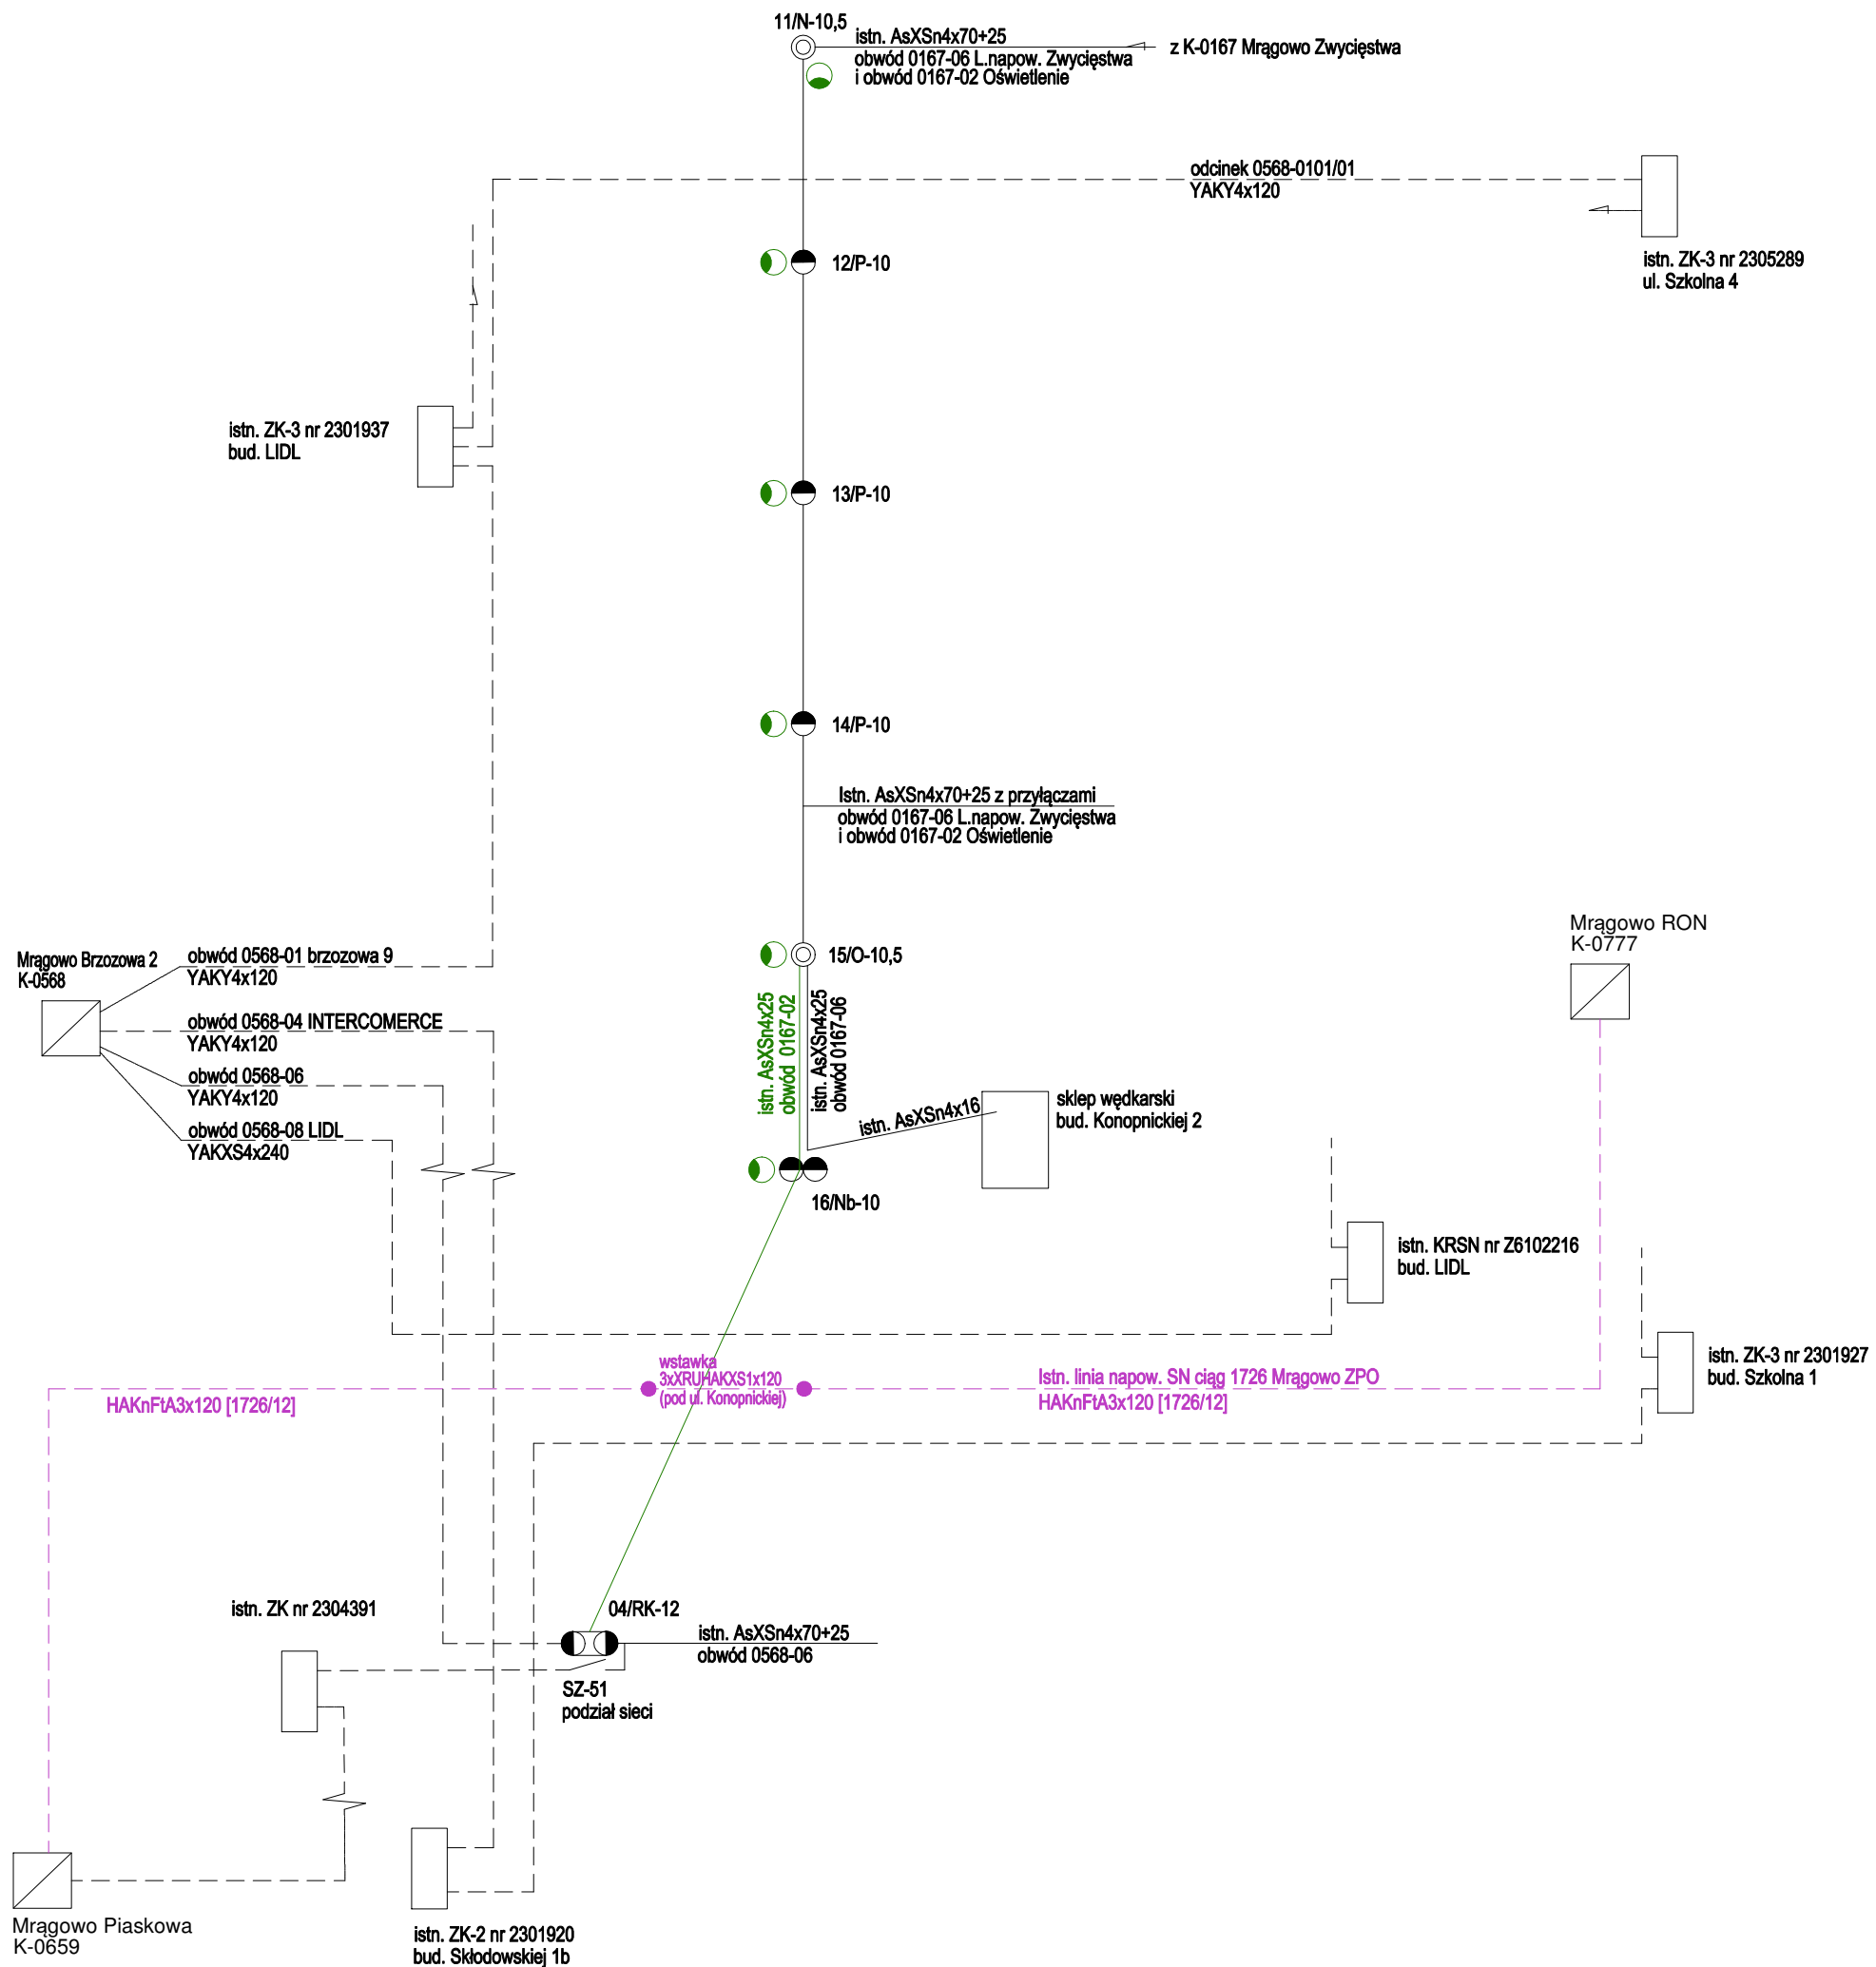 11/N-10,5
istn. AsXSn4x70+25
obwód 0167-06 L.napow. Zwycięstwa
i obwód 0167-02 Oświetlenie
z K-0167 Mrągowo Zwycięstwa
odcinek 0568-0101/01
YAKY4x120
istn. ZK-3 nr 2305289
ul. Szkolna 4
12/P-10
istn. ZK-3 nr 2301937
bud. LIDL
13/P-10
14/P-10
Istn. AsXSn4x70+25 z przyłączami
obwód 0167-06 L.napow. Zwycięstwa
i obwód 0167-02 Oświetlenie
Mrągowo RON
K-0777
Mrągowo Brzozowa 2
K-0568
obwód 0568-01 brzozowa 9
YAKY4x120
15/O-10,5
obwód 0568-04 INTERCOMERCE
YAKY4x120
obwód 0568-06
YAKY4x120
obwód 0568-08 LIDL
YAKXS4x240
istn. AsXSn4x25
obwód 0167-02
istn. AsXSn4x25
obwód 0167-06
istn. AsXSn4x16
sklep wędkarski
bud. Konopnickiej 2
16/Nb-10
istn. KRSN nr Z6102216
bud. LIDL
istn. ZK-3 nr 2301927
bud. Szkolna 1
wstawka
3xXRUHAKXS1x120
(pod ul. Konopnickiej)
Istn. linia napow. SN ciąg 1726 Mrągowo ZPO
HAKnFtA3x120 [1726/12]
HAKnFtA3x120 [1726/12]
istn. ZK nr 2304391
04/RK-12
istn. AsXSn4x70+25
obwód 0568-06
SZ-51
podział sieci
Mrągowo Piaskowa
K-0659
istn. ZK-2 nr 2301920
bud. Skłodowskiej 1b